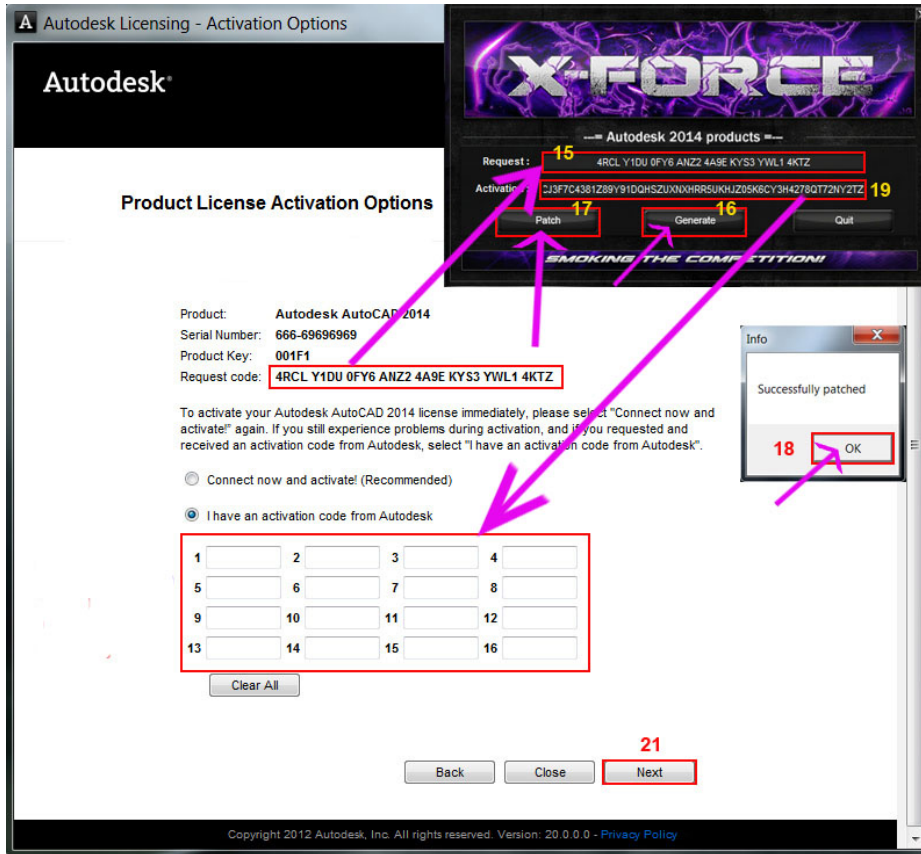 Autodesk Licensing - Activation Options
Autodesk
X-FORCE
---= Autodesk 2014 products =---
Request : 15 4RCL Y1DU 0FY6 ANZ2 4A9E KYS3 YWL1 4KTZ
Activation : 19
Patch 17 Generate 16 Quit
SMOKING THE COMPETITION!
Product License Activation Options
Product: Autodesk AutoCAD 2014
Serial Number: 666-69696969
Product Key: 001F1
Request code: 4RCL Y1DU 0FY6 ANZ2 4A9E KYS3 YWL1 4KTZ
Info X
Successfully patched
18 OK
To activate your Autodesk AutoCAD 2014 license immediately, please select "Connect now and
activate!" again. If you still experience problems during activation, and if you requested and
received an activation code from Autodesk, select "I have an activation code from Autodesk".
Connect now and activate! (Recommended)
I have an activation code from Autodesk
1 2 3 4
5 6 7 8
9 10 11 12
13 14 15 16
Clear All
21
Back Close Next
Copyright 2012 Autodesk, Inc. All rights reserved. Version: 20.0.0.0 - Privacy Policy